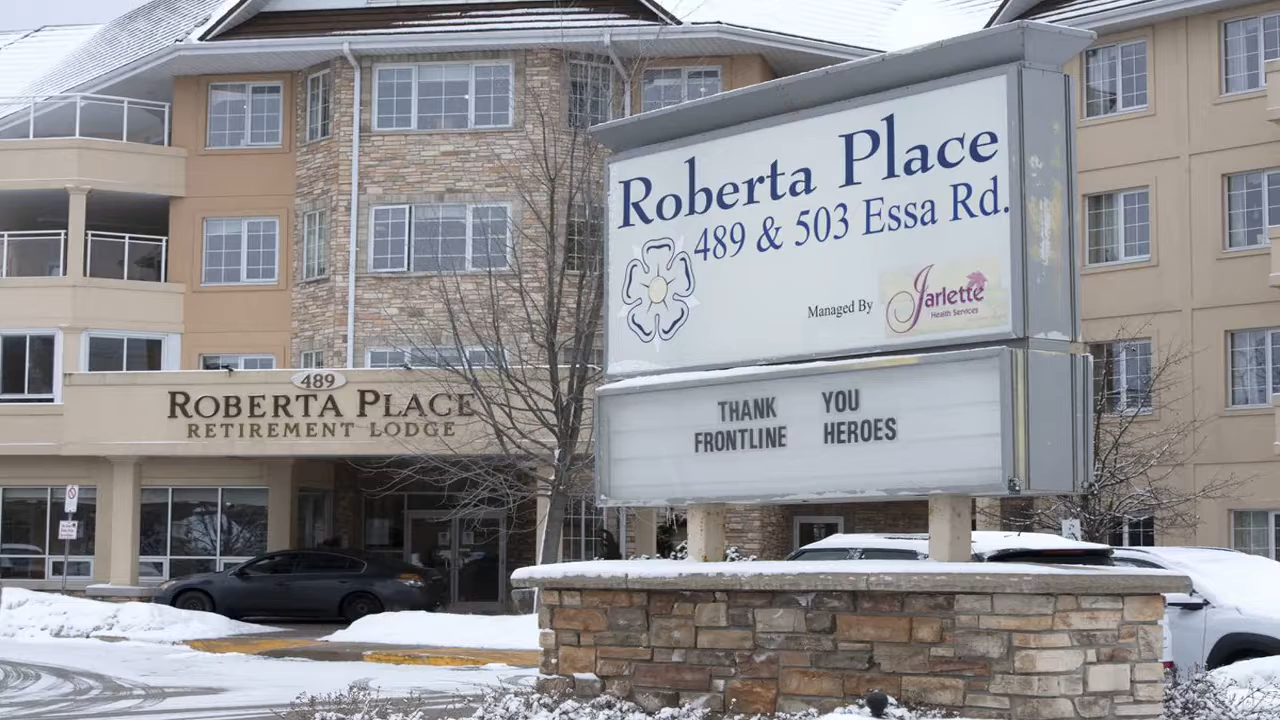 Roberta Place
489 & 503 Essa Rd.
Managed By
Jarlette
Health Services
THANK YOU
FRONTLINE HEROES
489
ROBERTA PLACE
RETIREMENT LODGE